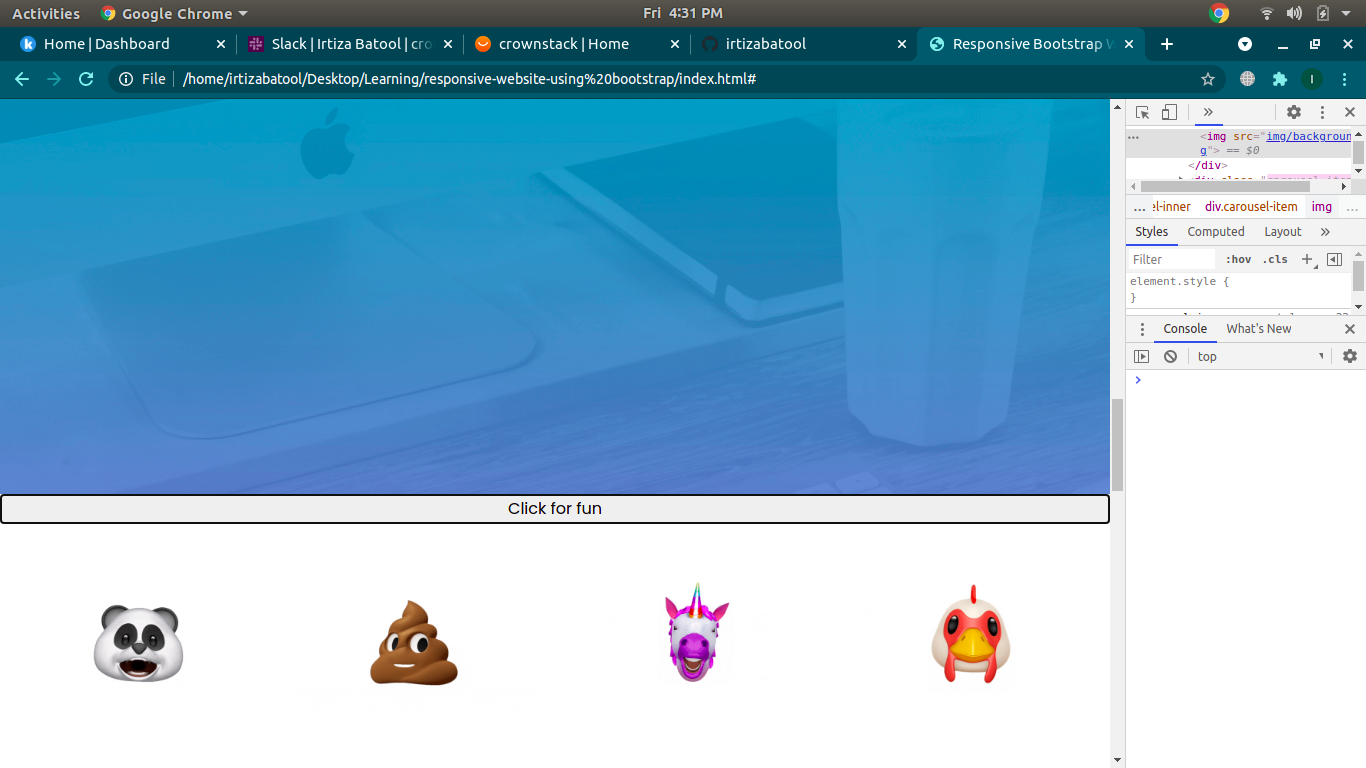 Activities Google Chrome Fri 4:31 PM
Home | Dashboard Slack | Irtiza Batool | cro crownstack | Home irtizabatool Responsive Bootstrap W
File /home/irtizabatool/Desktop/Learning/responsive-website-using%20bootstrap/index.html# I
<img src="img/backgroun
g"> == $0
</div>
… el-inner div.carousel-item img …
Styles Computed Layout
Filter :hov .cls
element.style {
}
Console What's New
top
Click for fun